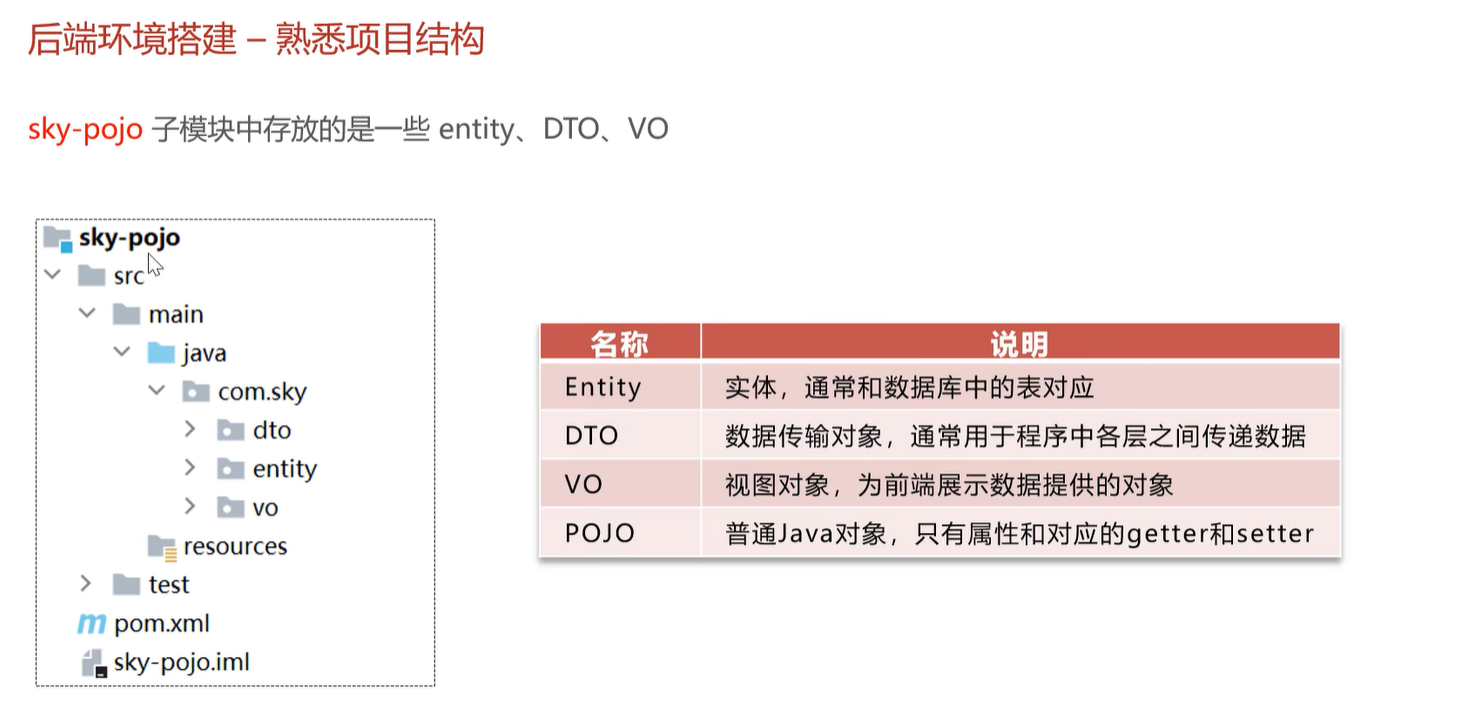 后端环境搭建 – 熟悉项目结构
sky-pojo 子模块中存放的是一些 entity、DTO、VO
sky-pojo
src
main
java
com.sky
dto
entity
vo
resources
test
pom.xml
sky-pojo.iml
名称 说明
Entity 实体，通常和数据库中的表对应
DTO 数据传输对象，通常用于程序中各层之间传递数据
VO 视图对象，为前端展示数据提供的对象
POJO 普通Java对象，只有属性和对应的getter和setter